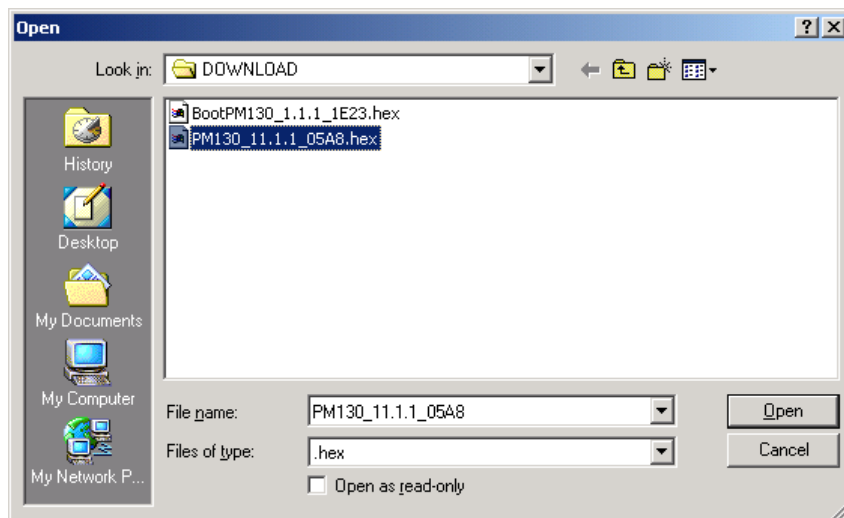 Open
Look in: DOWNLOAD
BootPM130_1.1.1_1E23.hex
PM130_11.1.1_05A8.hex
History
Desktop
My Documents
My Computer
My Network P...
File name: PM130_11.1.1_05A8 Open
Files of type: .hex Cancel
Open as read-only